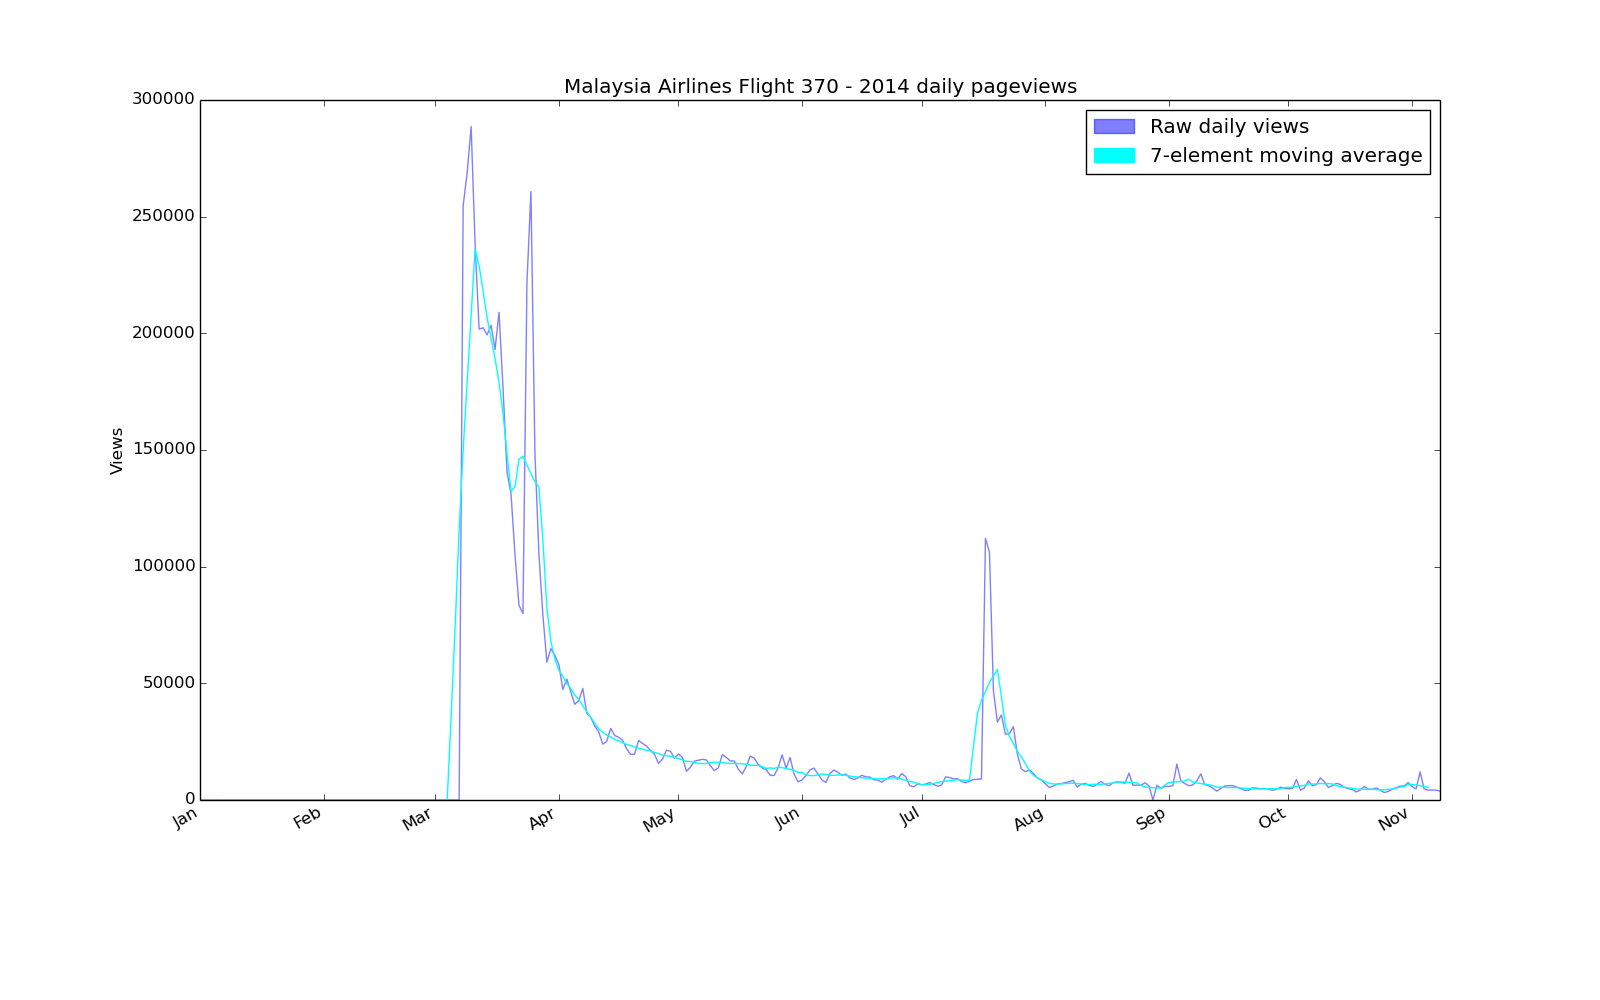 Malaysia Airlines Flight 370 - 2014 daily pageviews
300000
250000
200000
150000
100000
50000
0
Views
Raw daily views
7-element moving average
Jan
Feb
Mar
Apr
May
Jun
Jul
Aug
Sep
Oct
Nov